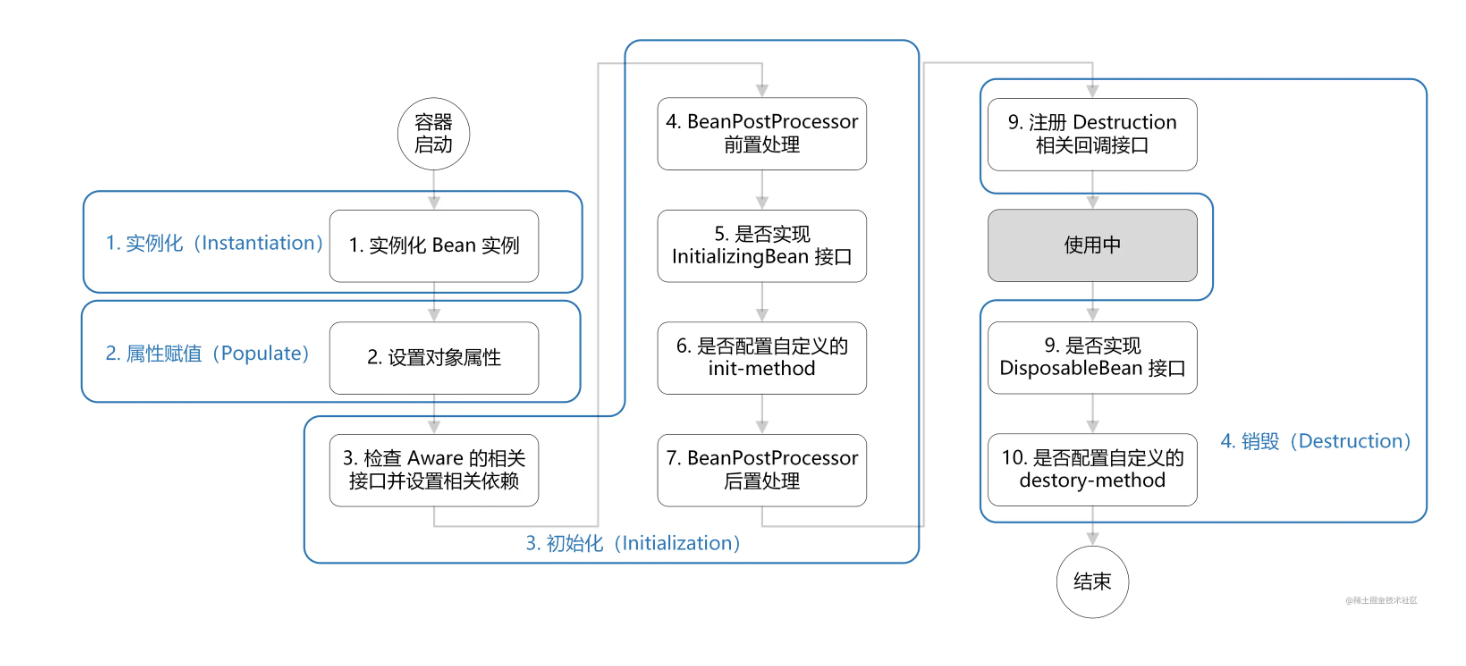 容器
启动
1. 实例化（Instantiation）
1. 实例化 Bean 实例
2. 属性赋值（Populate）
2. 设置对象属性
3. 检查 Aware 的相关
接口并设置相关依赖
3. 初始化（Initialization）
4. BeanPostProcessor
前置处理
5. 是否实现
InitializingBean 接口
6. 是否配置自定义的
init-method
7. BeanPostProcessor
后置处理
9. 注册 Destruction
相关回调接口
使用中
9. 是否实现
DisposableBean 接口
4. 销毁（Destruction）
10. 是否配置自定义的
destory-method
结束
@稀土掘金技术社区